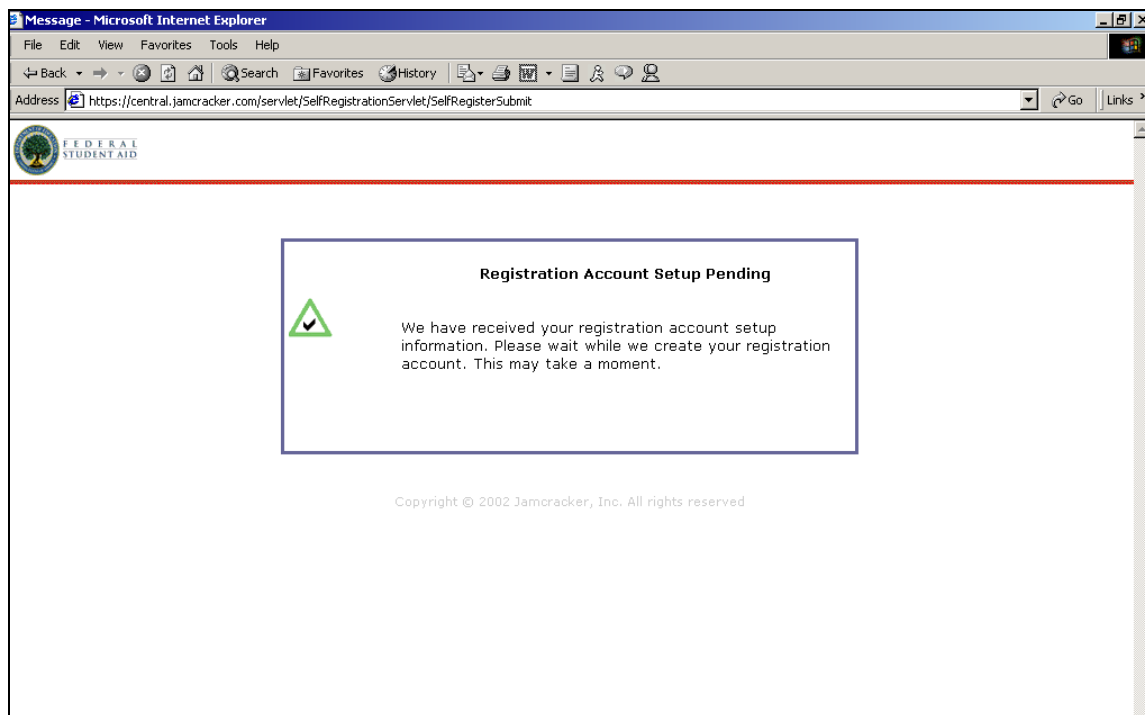 Message - Microsoft Internet Explorer
File Edit View Favorites Tools Help
Back Search Favorites History
Address https://central.jamcracker.com/servlet/SelfRegistrationServlet/SelfRegisterSubmit Go Links
FEDERAL
STUDENT AID
Registration Account Setup Pending
We have received your registration account setup
information. Please wait while we create your registration
account. This may take a moment.
Copyright © 2002 Jamcracker, Inc. All rights reserved